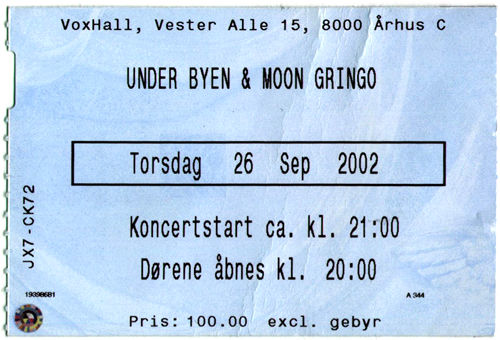 VoxHall, Vester Alle 15, 8000 Århus C
UNDER BYEN & MOON GRINGO
Torsdag 26 Sep 2002
Koncertstart ca. kl. 21:00
Dørene åbnes kl. 20:00
JX7-CK72
19398681
A 344
Pris: 100.00 excl. gebyr